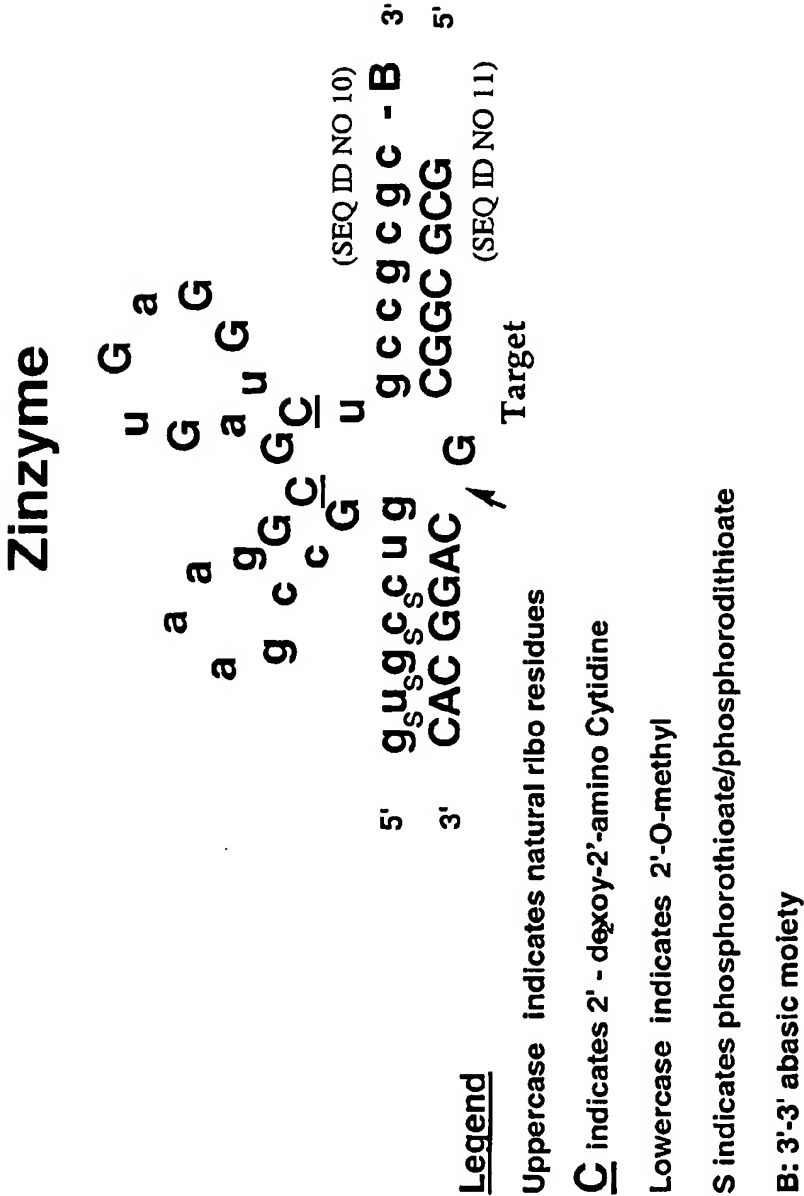 Zinzyme
u G a G
G G
a u
G C u
a a a g G C
g c c G
5' g s u s g s c s c u g g c c g c g c - B 3'
(SEQ ID NO 10)
3' CAC GGAC G CGGC GCG 5'
(SEQ ID NO 11)
Target
Legend
Uppercase indicates natural ribo residues
C indicates 2' - dexoy-2'-amino Cytidine
Lowercase indicates 2'-O-methyl
S indicates phosphorothioate/phosphorodithioate
B: 3'-3' abasic moiety